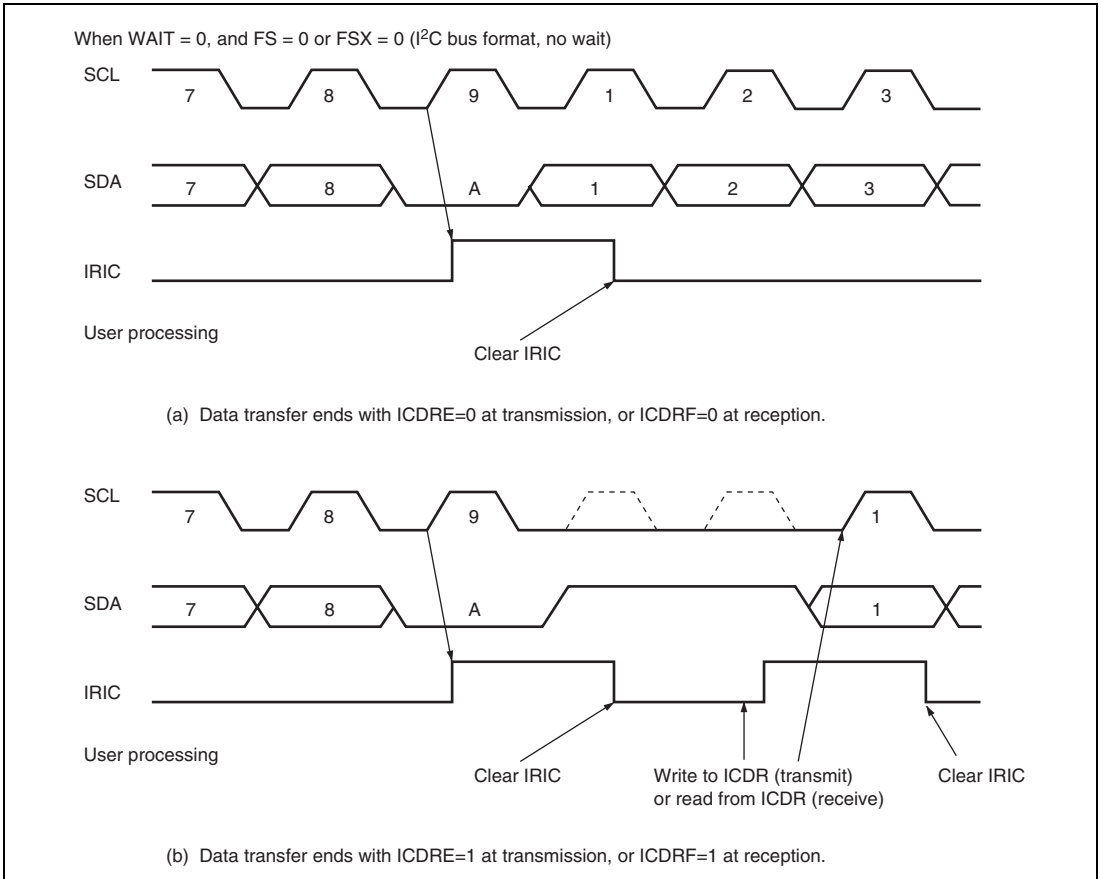 When WAIT = 0, and FS = 0 or FSX = 0 (I²C bus format, no wait)
SCL
7 8 9 1 2 3
SDA
7 8 A 1 2 3
IRIC
User processing
Clear IRIC
(a) Data transfer ends with ICDRE=0 at transmission, or ICDRF=0 at reception.
SCL
7 8 9 1
SDA
7 8 A 1
IRIC
User processing
Clear IRIC Write to ICDR (transmit) Clear IRIC
or read from ICDR (receive)
(b) Data transfer ends with ICDRE=1 at transmission, or ICDRF=1 at reception.